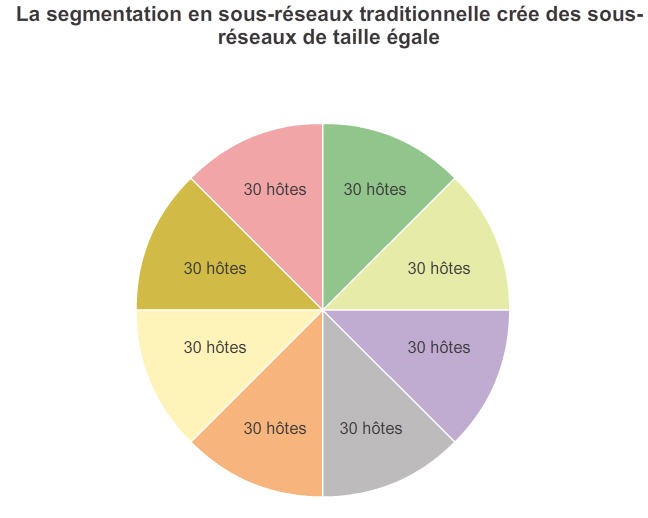 La segmentation en sous-réseaux traditionnelle crée des sous-
réseaux de taille égale
30 hôtes
30 hôtes
30 hôtes
30 hôtes
30 hôtes
30 hôtes
30 hôtes
30 hôtes